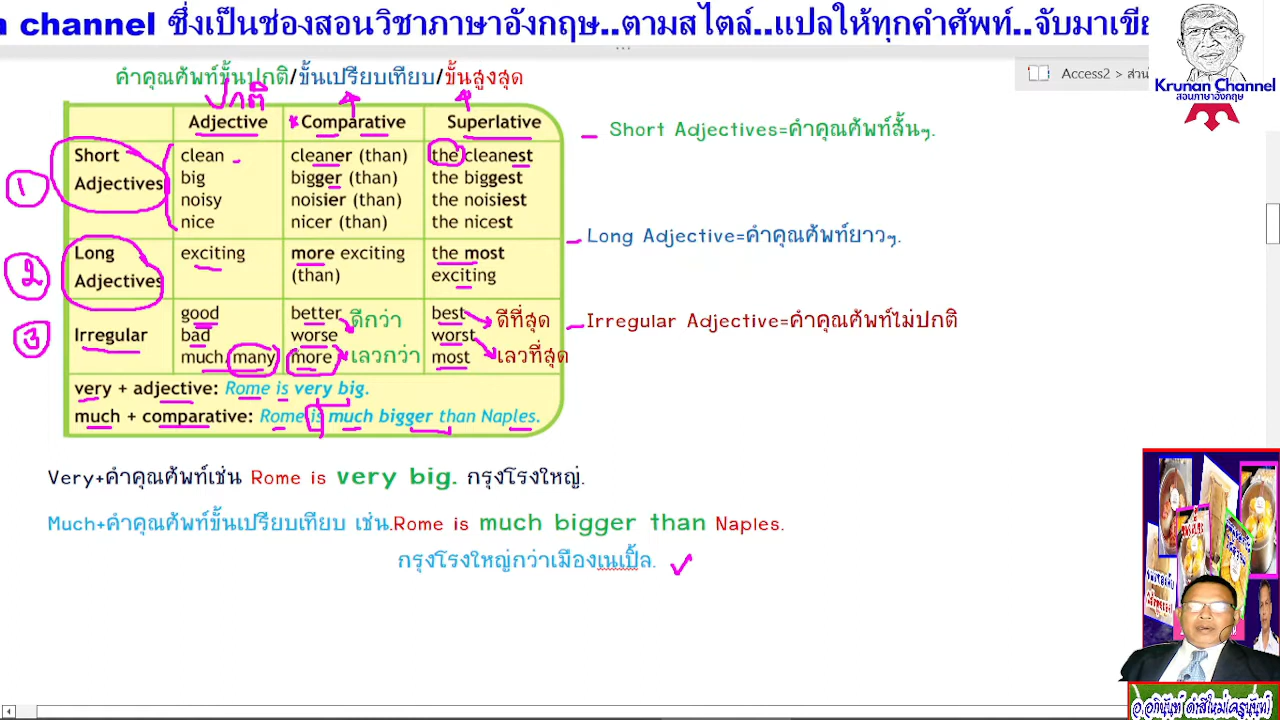 n channel ซึ่งเป็นช่องสอนวิชาภาษาอังกฤษ..ตามสไตล์..แปลให้ทุกคำศัพท์..จับมาเขีย
Krunan Channel
สอนภาษาอังกฤษ
Access2 > ส่วน
คำคุณศัพท์ขั้นปกติ/ขั้นเปรียบเทียบ/ขั้นสูงสุด
ปกติ
Adjective Comparative Superlative
Short Adjectives
clean cleaner (than) the cleanest
big bigger (than) the biggest
noisy noisier (than) the noisiest
nice nicer (than) the nicest
1
Short Adjectives=คำคุณศัพท์สั้นๆ.
Long Adjectives
exciting more exciting (than) the most exciting
2
Long Adjective=คำคุณศัพท์ยาวๆ.
Irregular
good better ดีกว่า best ดีที่สุด
bad worse worst
much, many more เลวกว่า most เลวที่สุด
3
Irregular Adjective=คำคุณศัพท์ไม่ปกติ
very + adjective: Rome is very big.
much + comparative: Rome is much bigger than Naples.
Very+คำคุณศัพท์เช่น Rome is very big. กรุงโรงใหญ่.
Much+คำคุณศัพท์ขั้นเปรียบเทียบ เช่น.Rome is much bigger than Naples.
กรุงโรงใหญ่กว่าเมืองเนเปิ้ล.